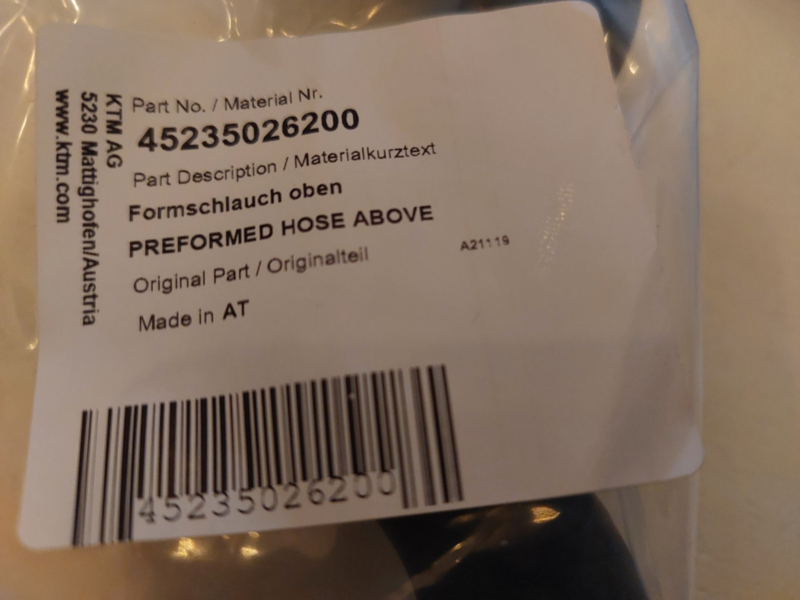 KTM AG
5230 Mattighofen/Austria
www.ktm.com
Part No. / Material Nr.
45235026200
Part Description / Materialkurztext
Formschlauch oben
PREFORMED HOSE ABOVE
Original Part / Originalteil
A21119
Made in AT
45235026200